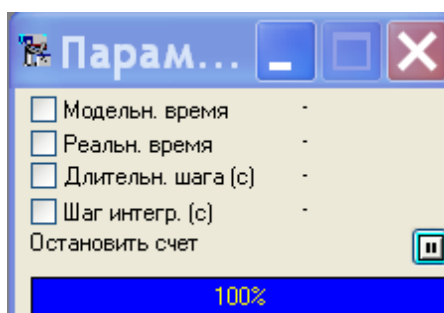 Парам...
Модельн. время -
Реальн. время -
Длительн. шага (с) -
Шаг интегр. (с) -
Остановить счет
100%